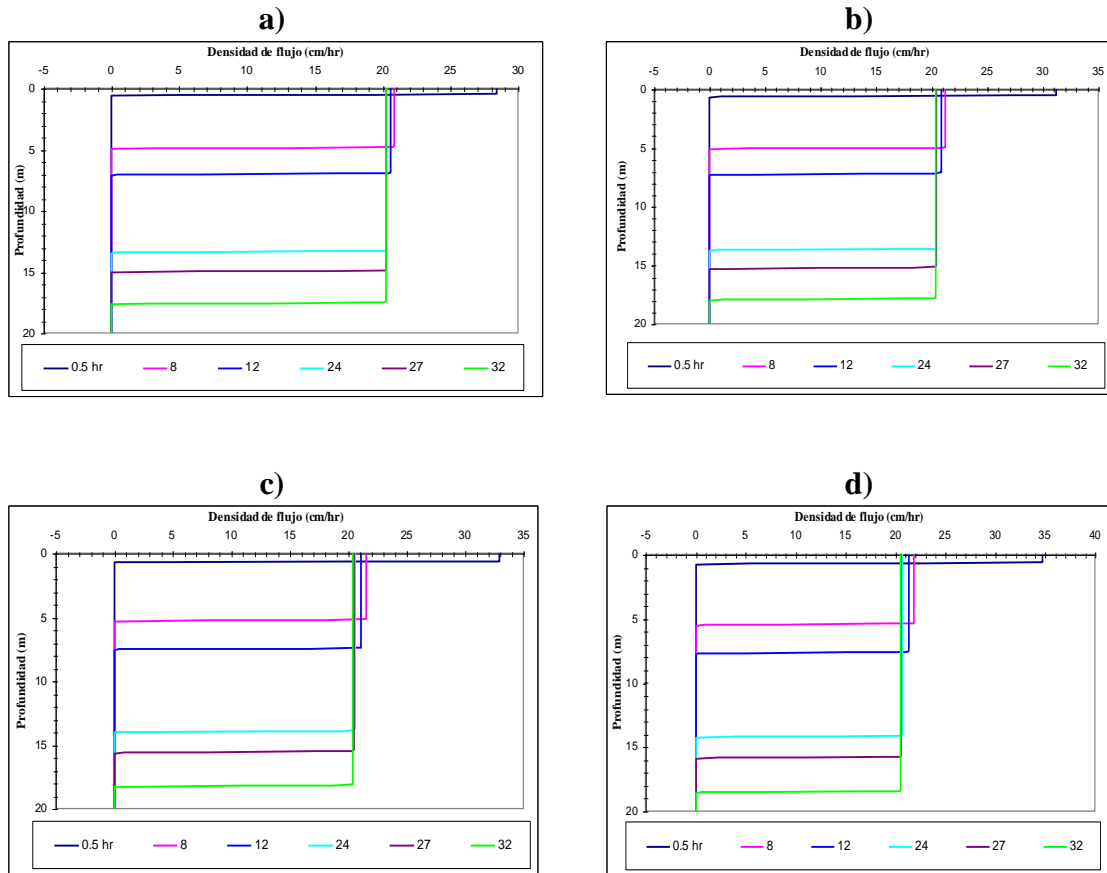 a)
Densidad de flujo (cm/hr)
-5 0 5 10 15 20 25 30
Profundidad (m)
0
5
10
15
20
0.5 hr 8 12 24 27 32
b)
Densidad de flujo (cm/hr)
-5 0 5 10 15 20 25 30 35
Profundidad (m)
0
5
10
15
20
0.5 hr 8 12 24 27 32
c)
Densidad de flujo (cm/hr)
-5 0 5 10 15 20 25 30 35
Profundidad (m)
0
5
10
15
20
0.5 hr 8 12 24 27 32
d)
Densidad de flujo (cm/hr)
-5 0 5 10 15 20 25 30 35 40
Profundidad (m)
0
5
10
15
20
0.5 hr 8 12 24 27 32